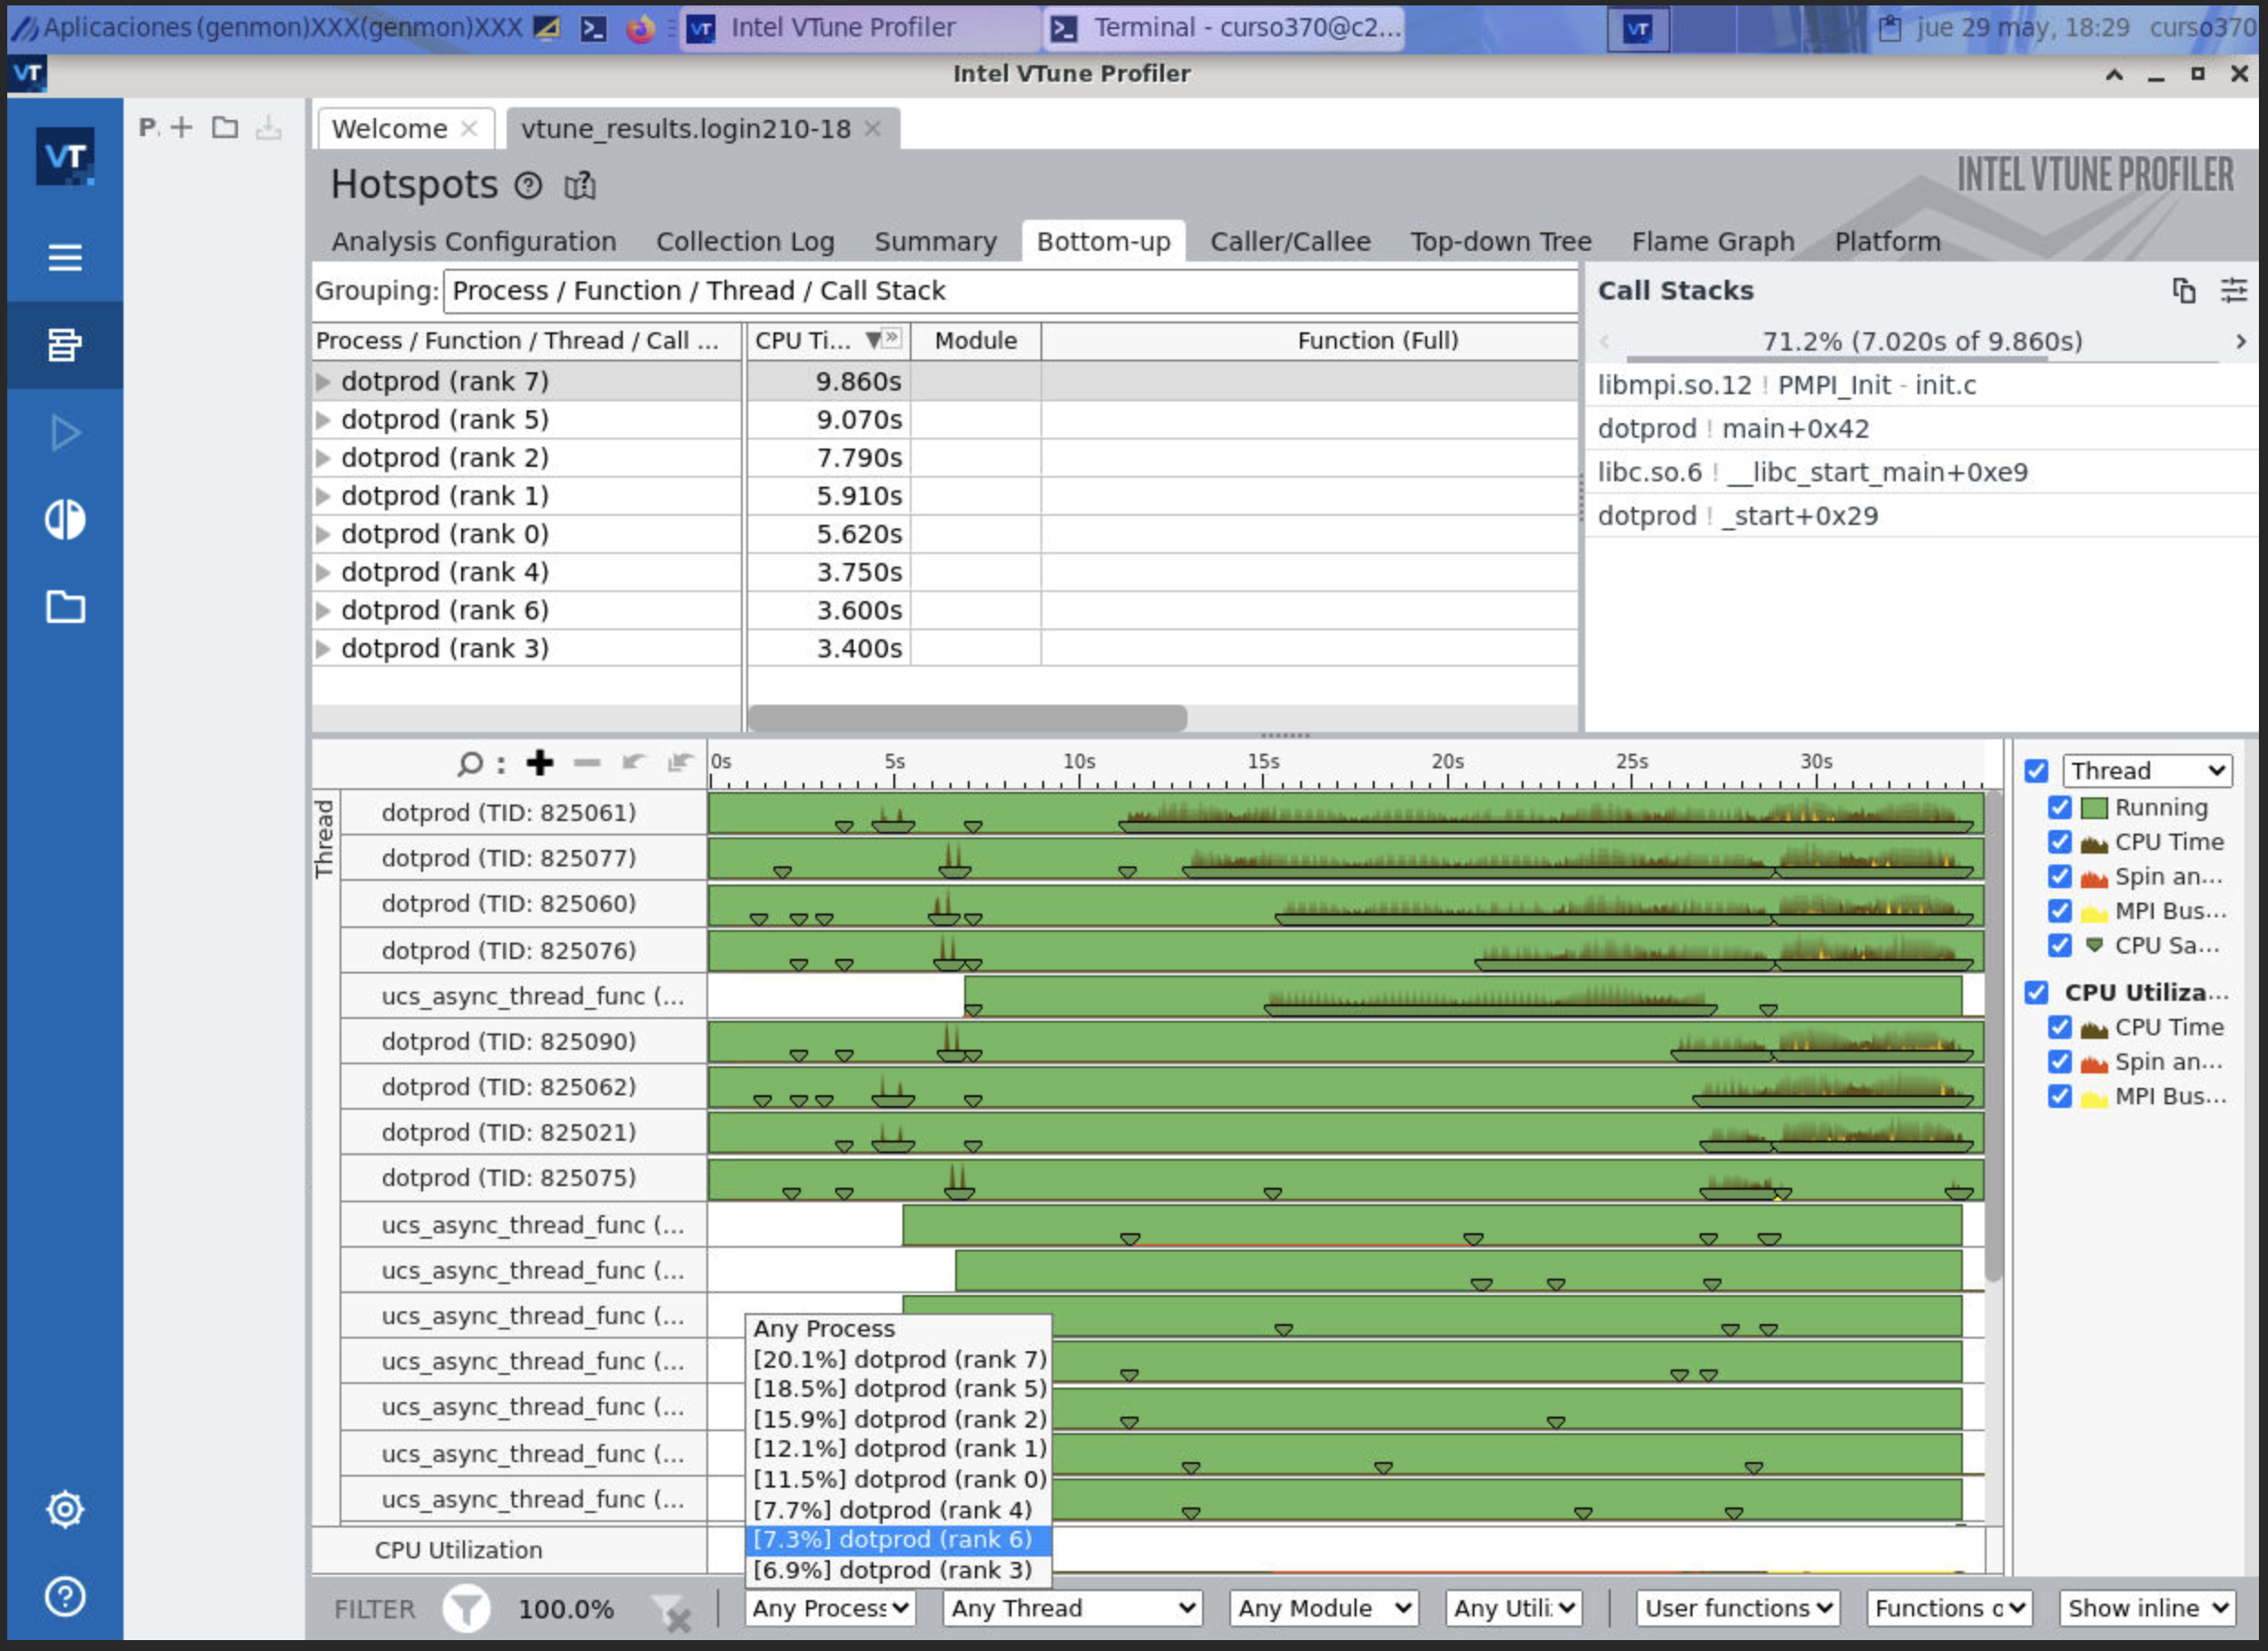 Aplicaciones (genmon)XXX(genmon)XXX Intel VTune Profiler Terminal - curso370@c2... jue 29 may, 18:29 curso370
Intel VTune Profiler
P. Welcome vtune_results.login210-18
Hotspots
INTEL VTUNE PROFILER
Analysis Configuration Collection Log Summary Bottom-up Caller/Callee Top-down Tree Flame Graph Platform
Grouping: Process / Function / Thread / Call Stack
Process / Function / Thread / Call ... CPU Ti... Module Function (Full)
dotprod (rank 7) 9.860s
dotprod (rank 5) 9.070s
dotprod (rank 2) 7.790s
dotprod (rank 1) 5.910s
dotprod (rank 0) 5.620s
dotprod (rank 4) 3.750s
dotprod (rank 6) 3.600s
dotprod (rank 3) 3.400s
Call Stacks
71.2% (7.020s of 9.860s)
libmpi.so.12 ! PMPI_Init - init.c
dotprod ! main+0x42
libc.so.6 ! __libc_start_main+0xe9
dotprod ! _start+0x29
0s 5s 10s 15s 20s 25s 30s
Thread
dotprod (TID: 825061)
dotprod (TID: 825077)
dotprod (TID: 825060)
dotprod (TID: 825076)
ucs_async_thread_func (...
dotprod (TID: 825090)
dotprod (TID: 825062)
dotprod (TID: 825021)
dotprod (TID: 825075)
ucs_async_thread_func (...
ucs_async_thread_func (...
ucs_async_thread_func (...
ucs_async_thread_func (...
ucs_async_thread_func (...
ucs_async_thread_func (...
ucs_async_thread_func (...
CPU Utilization
Thread
Running
CPU Time
Spin an...
MPI Bus...
CPU Sa...
CPU Utiliza...
CPU Time
Spin an...
MPI Bus...
Any Process
[20.1%] dotprod (rank 7)
[18.5%] dotprod (rank 5)
[15.9%] dotprod (rank 2)
[12.1%] dotprod (rank 1)
[11.5%] dotprod (rank 0)
[7.7%] dotprod (rank 4)
[7.3%] dotprod (rank 6)
[6.9%] dotprod (rank 3)
FILTER 100.0% Any Process Any Thread Any Module Any Utili: User functions Functions o Show inline